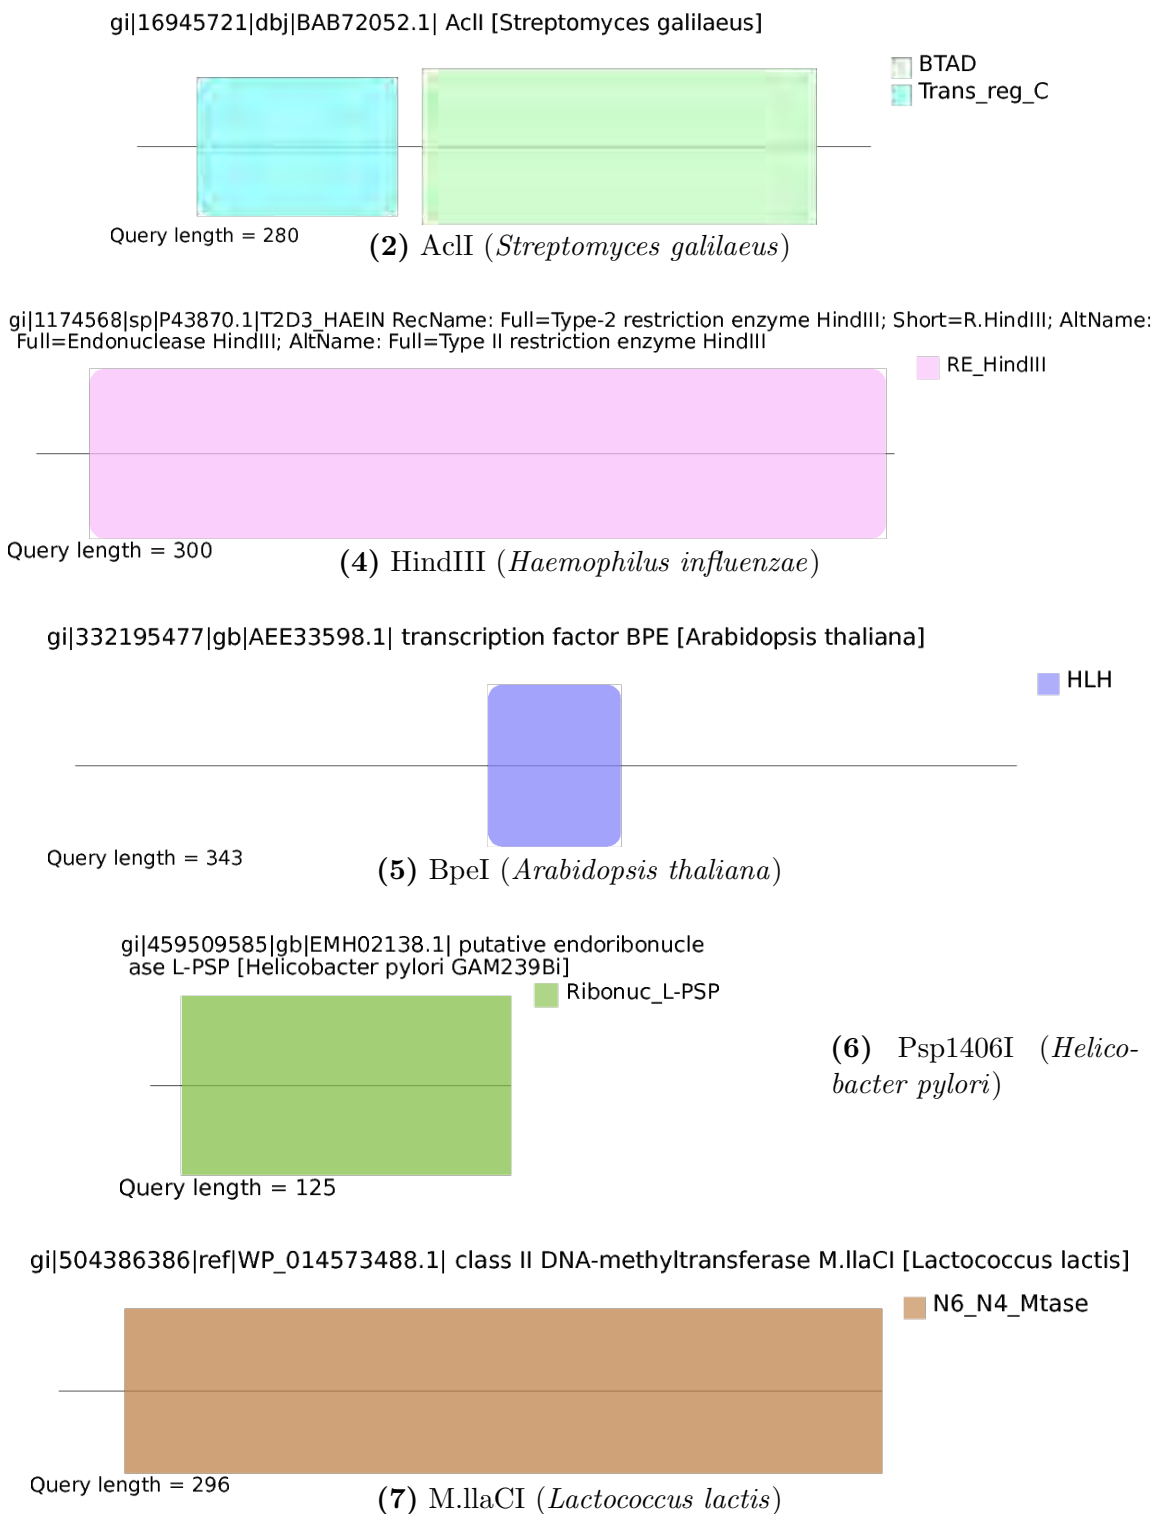 gi|16945721|dbj|BAB72052.1| AclI [Streptomyces galilaeus]
BTAD
Trans_reg_C
Query length = 280
(2) AclI (Streptomyces galilaeus)
gi|1174568|sp|P43870.1|T2D3_HAEIN RecName: Full=Type-2 restriction enzyme HindIII; Short=R.HindIII; AltName:
Full=Endonuclease HindIII; AltName: Full=Type II restriction enzyme HindIII
RE_HindIII
Query length = 300
(4) HindIII (Haemophilus influenzae)
gi|332195477|gb|AEE33598.1| transcription factor BPE [Arabidopsis thaliana]
HLH
Query length = 343
(5) BpeI (Arabidopsis thaliana)
gi|459509585|gb|EMH02138.1| putative endoribonucle
ase L-PSP [Helicobacter pylori GAM239Bi]
Ribonuc_L-PSP
(6) Psp1406I (Helico-
bacter pylori)
Query length = 125
gi|504386386|ref|WP_014573488.1| class II DNA-methyltransferase M.llaCI [Lactococcus lactis]
N6_N4_Mtase
Query length = 296
(7) M.llaCI (Lactococcus lactis)